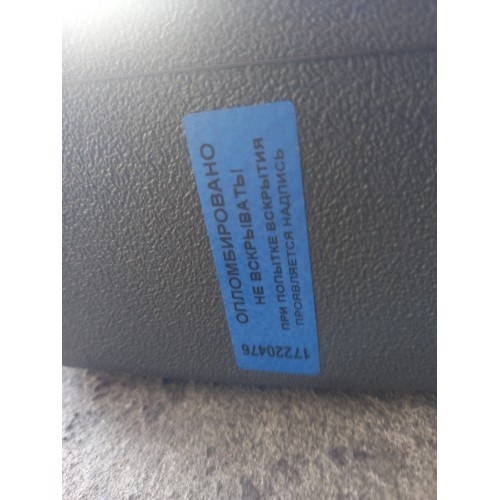 ОПЛОМБИРОВАНО
НЕ ВСКРЫВАТЬ!
ПРИ ПОПЫТКЕ ВСКРЫТИЯ
ПРОЯВЛЯЕТСЯ НАДПИСЬ
17220476